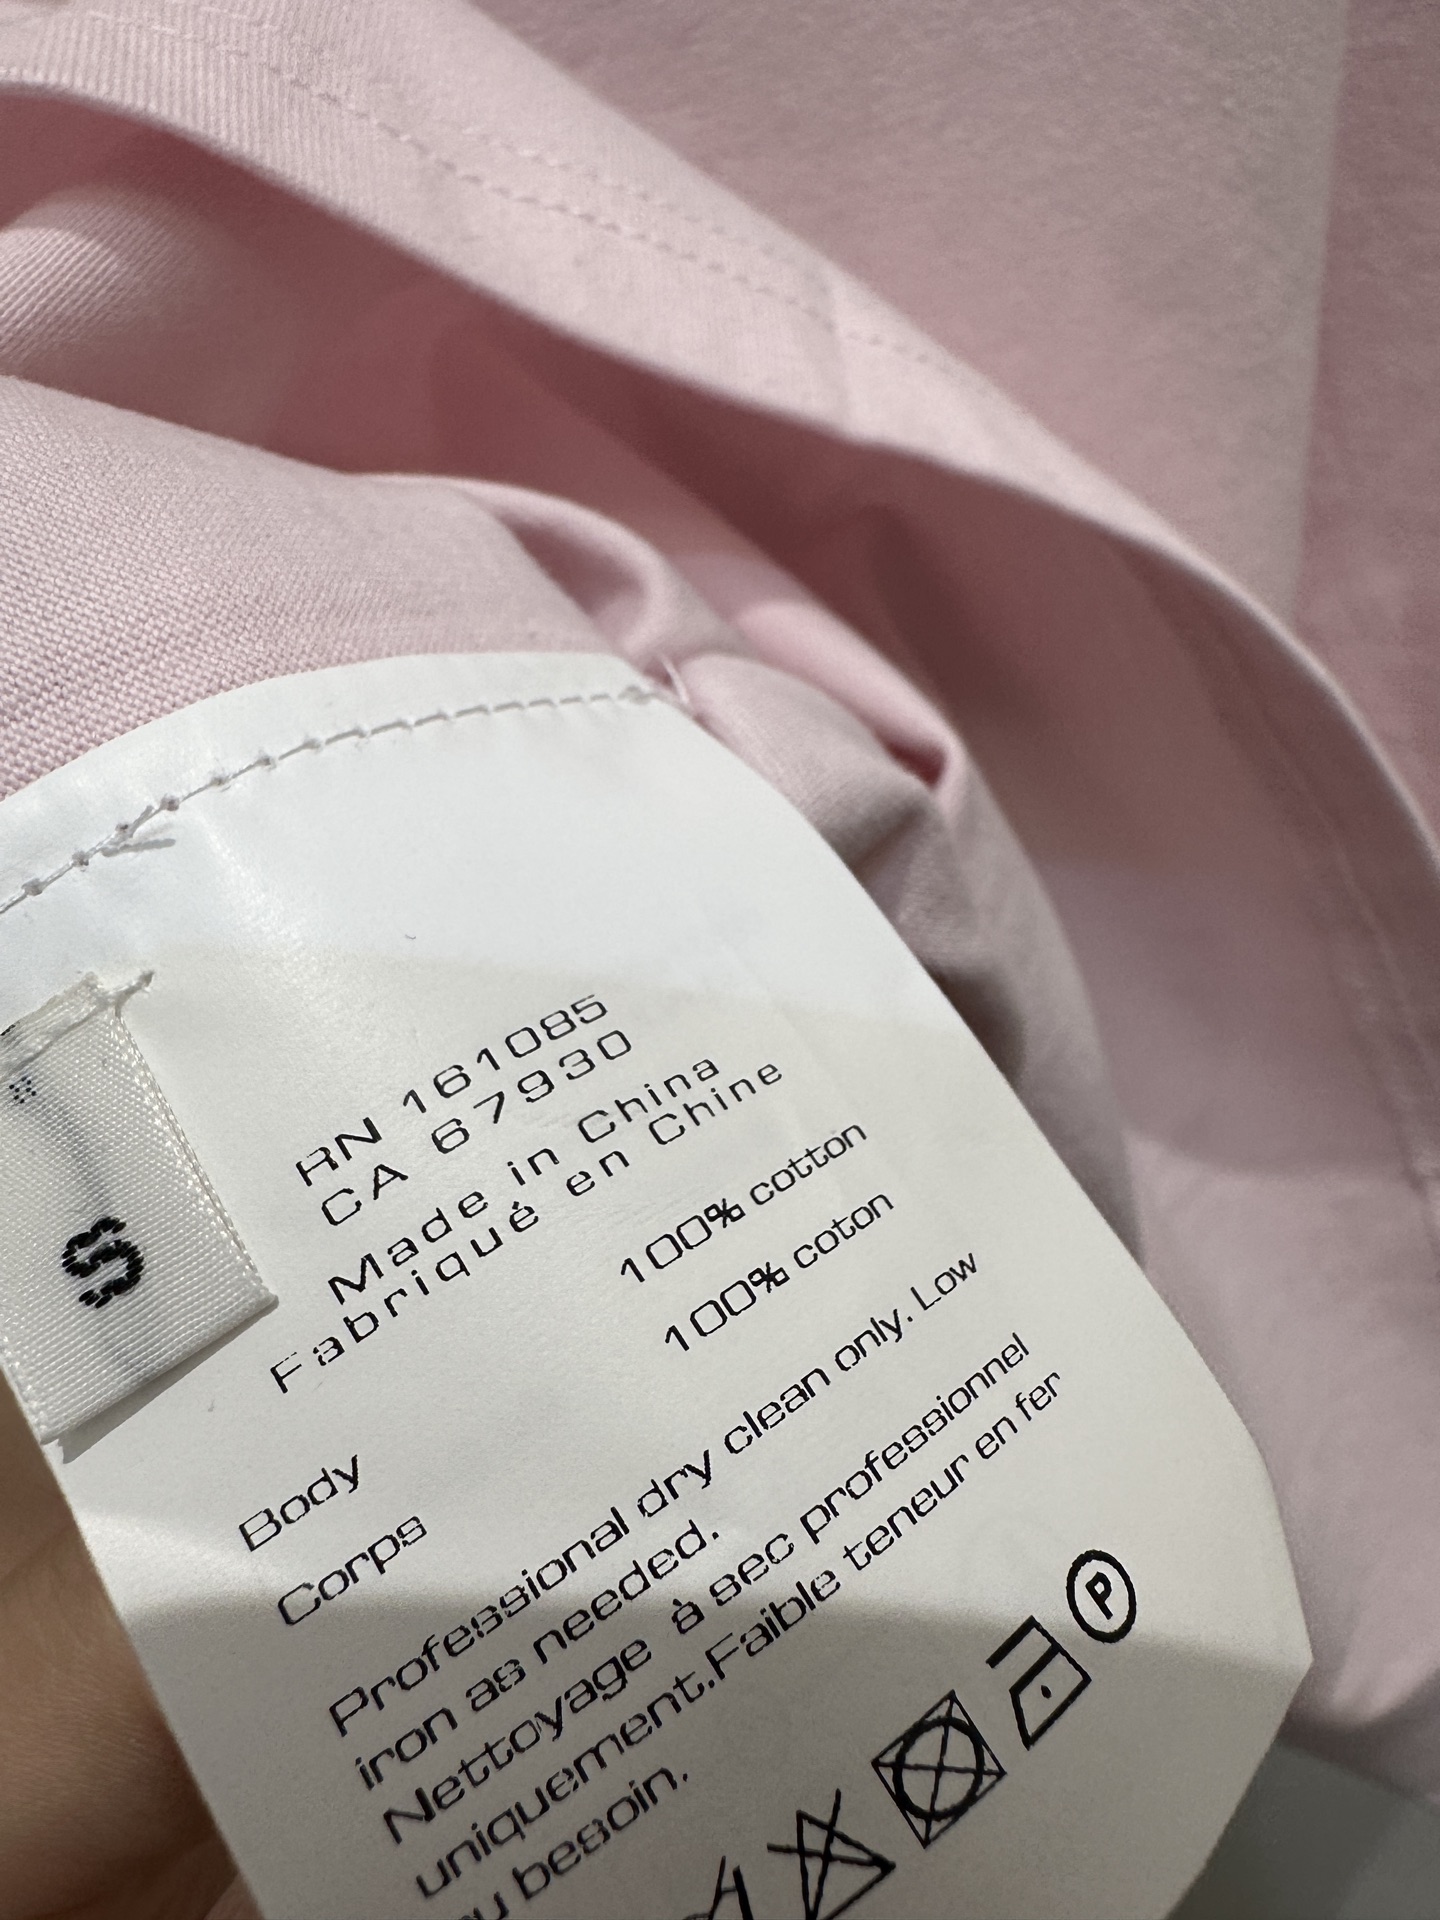 S
RN 161085
CA 67930
Made in China
Fabriqué en Chine
Body 100% cotton
Corps 100% coton
Professional dry clean only. Low
iron as needed.
Nettoyage à sec professionnel
uniquement.Faible teneur en fer
besoin.
P